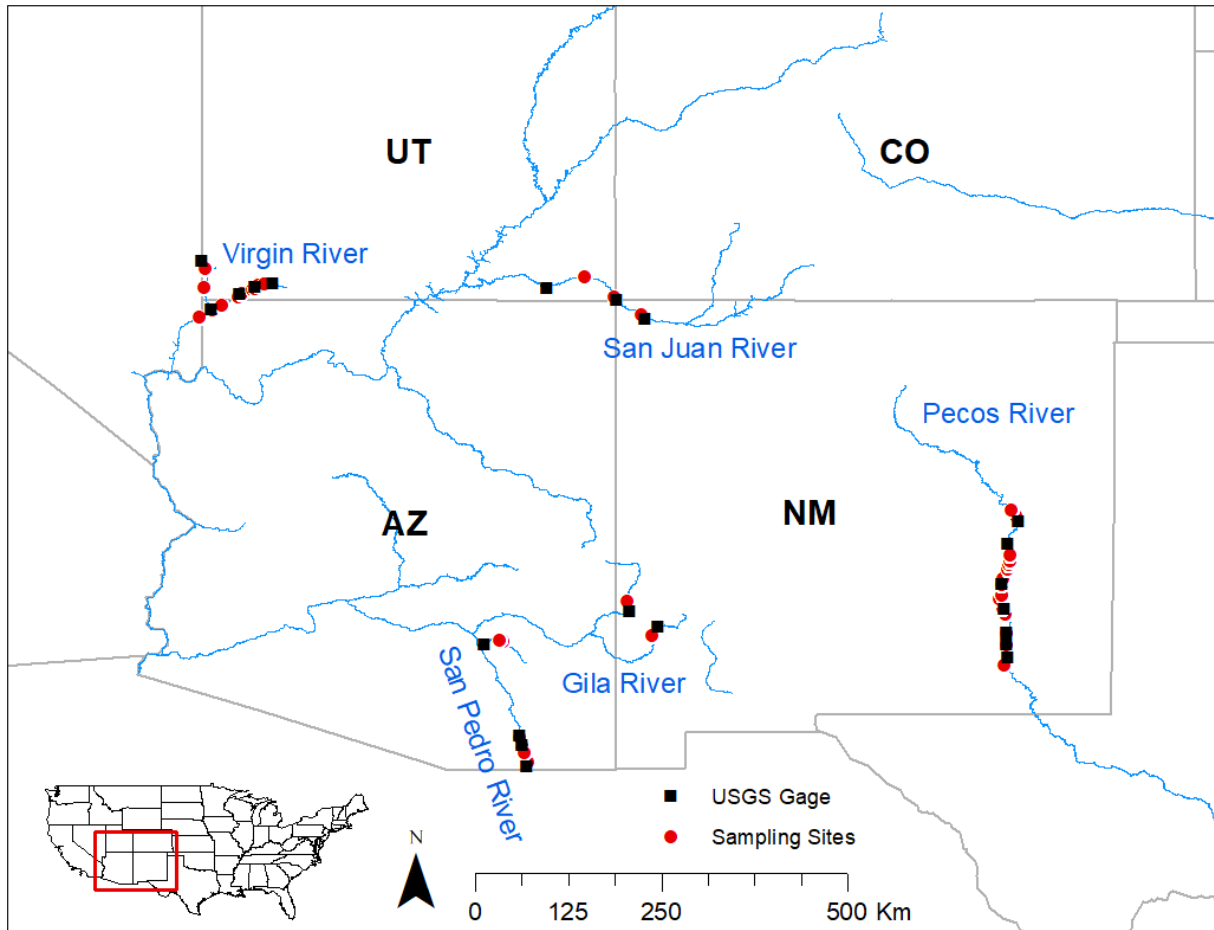 UT
CO
Virgin River
San Juan River
Pecos River
AZ
NM
Gila River
San Pedro River
USGS Gage
Sampling Sites
N
0 125 250 500 Km